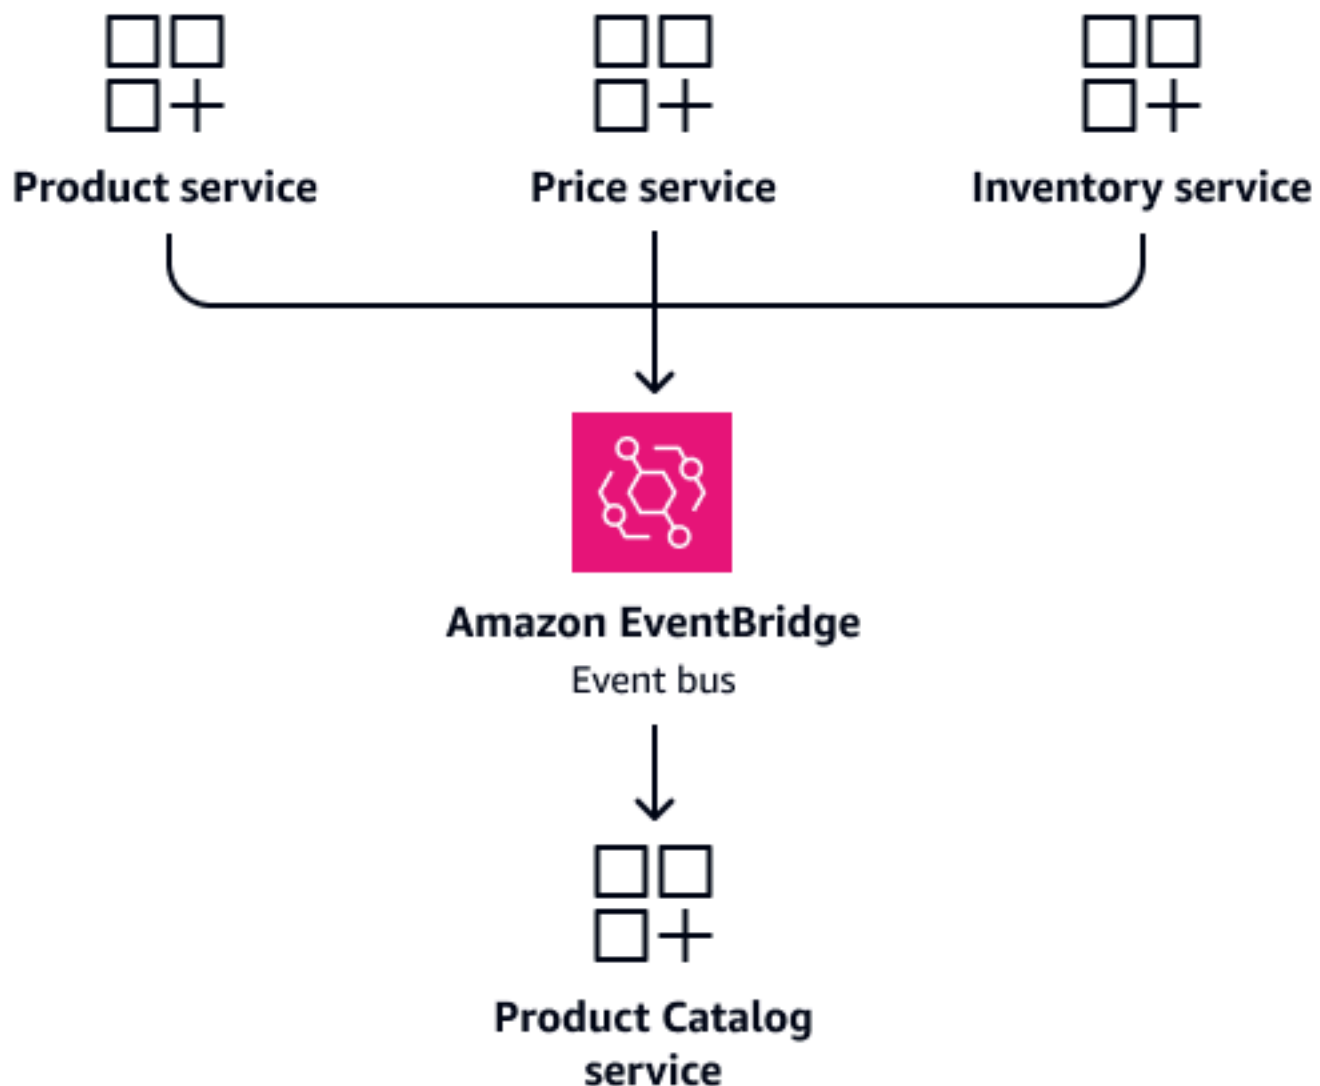 Product service
Price service
Inventory service
Amazon EventBridge
Event bus
Product Catalog
service